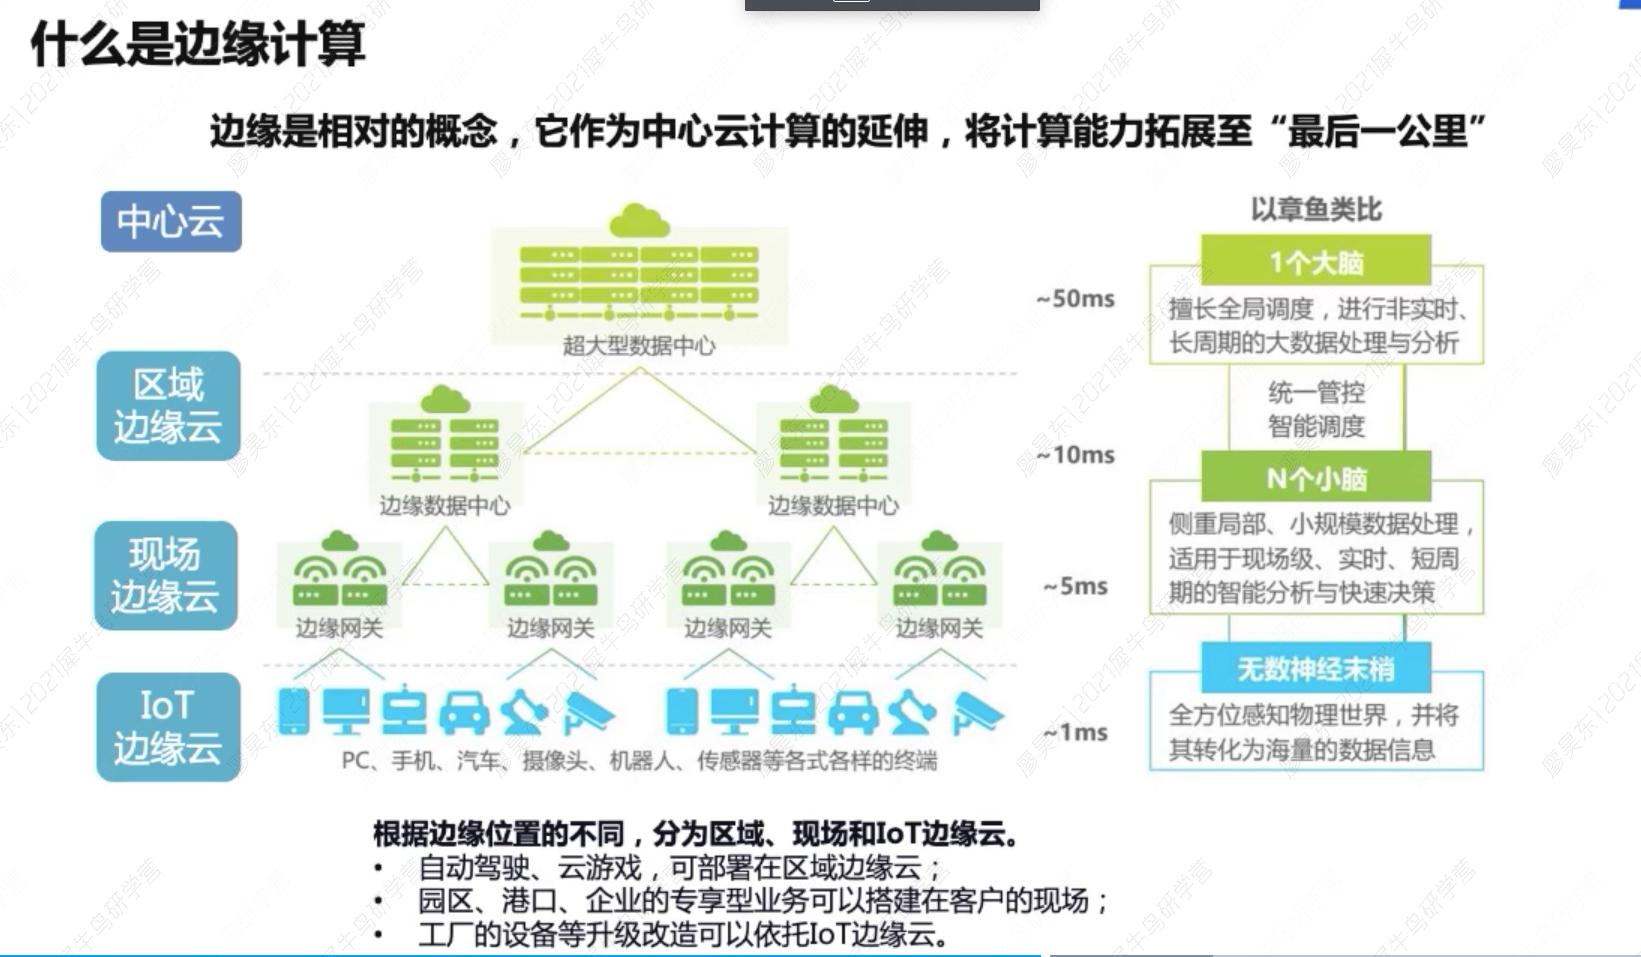 什么是边缘计算
边缘是相对的概念，它作为中心云计算的延伸，将计算能力拓展至“最后一公里”
中心云
超大型数据中心
~50ms
以章鱼类比
1个大脑
擅长全局调度，进行非实时、
长周期的大数据处理与分析
区域
边缘云
边缘数据中心
边缘数据中心
~10ms
统一管控
智能调度
N个小脑
侧重局部、小规模数据处理，
适用于现场级、实时、短周
期的智能分析与快速决策
现场
边缘云
边缘网关
边缘网关
边缘网关
边缘网关
~5ms
IoT
边缘云
PC、手机、汽车、摄像头、机器人、传感器等各式各样的终端
~1ms
无数神经末梢
全方位感知物理世界，并将
其转化为海量的数据信息
根据边缘位置的不同，分为区域、现场和IoT边缘云。
• 自动驾驶、云游戏，可部署在区域边缘云；
• 园区、港口、企业的专享型业务可以搭建在客户的现场；
• 工厂的设备等升级改造可以依托IoT边缘云。
廖昊东|2021犀牛鸟研学营